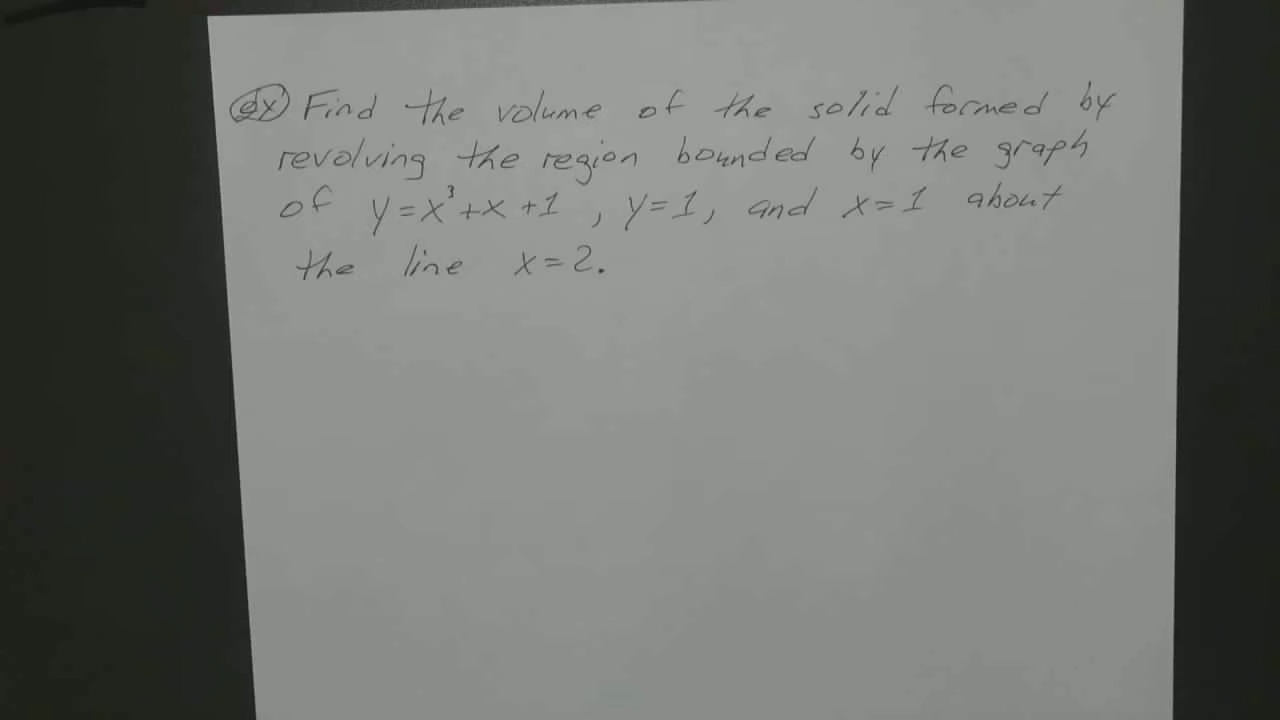 ex Find the volume of the solid formed by
revolving the region bounded by the graph
of y=x³+x+1, y=1, and x=1 about
the line x=2.